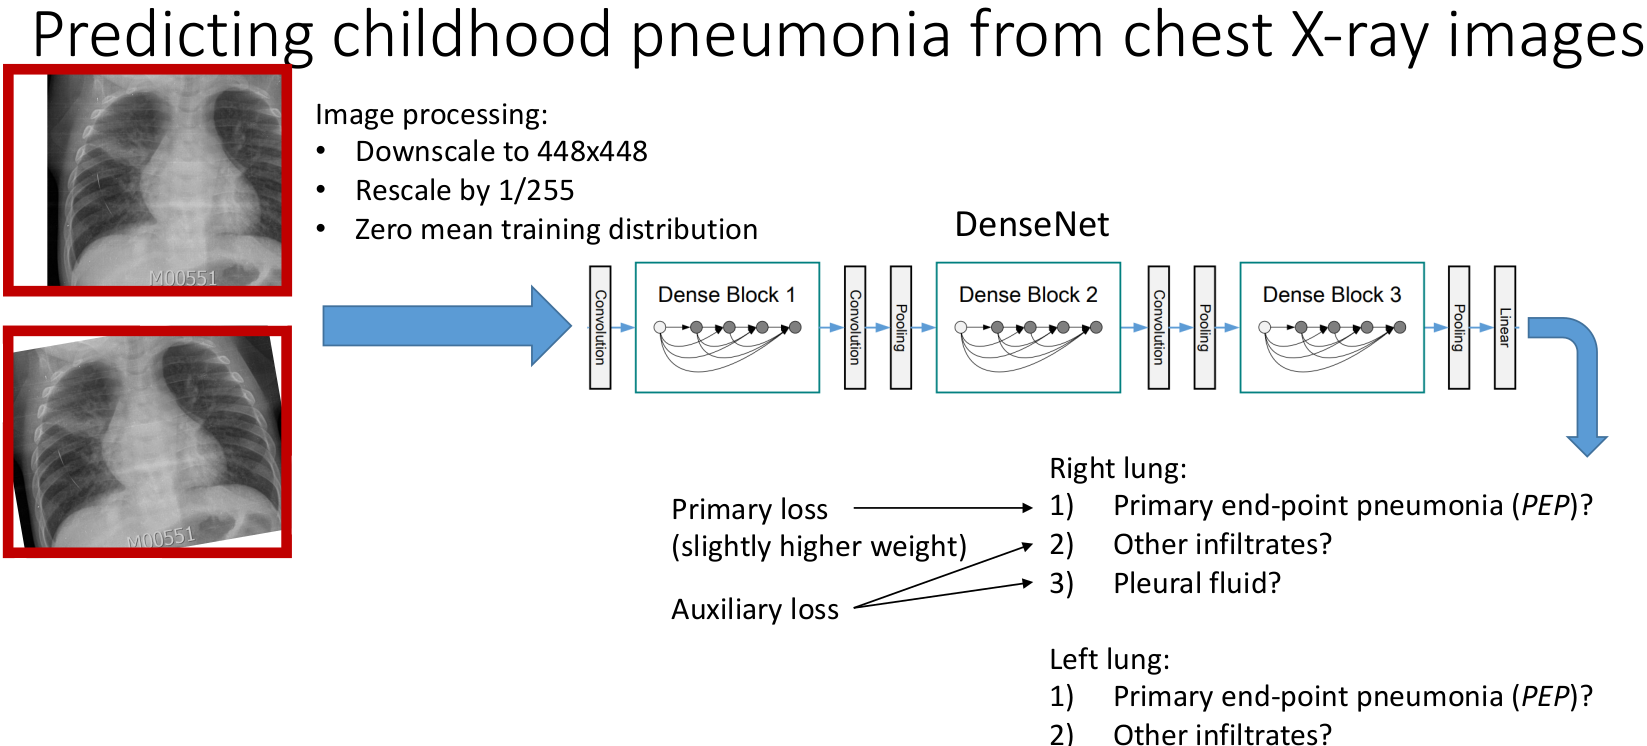 Predicting childhood pneumonia from chest X-ray images
M00551
M00551
Image processing:
• Downscale to 448x448
• Rescale by 1/255
• Zero mean training distribution
DenseNet
Convolution
Dense Block 1
Convolution
Pooling
Dense Block 2
Convolution
Pooling
Dense Block 3
Pooling
Linear
Primary loss
(slightly higher weight)
Auxiliary loss
Right lung:
1) Primary end-point pneumonia (PEP)?
2) Other infiltrates?
3) Pleural fluid?
Left lung:
1) Primary end-point pneumonia (PEP)?
2) Other infiltrates?